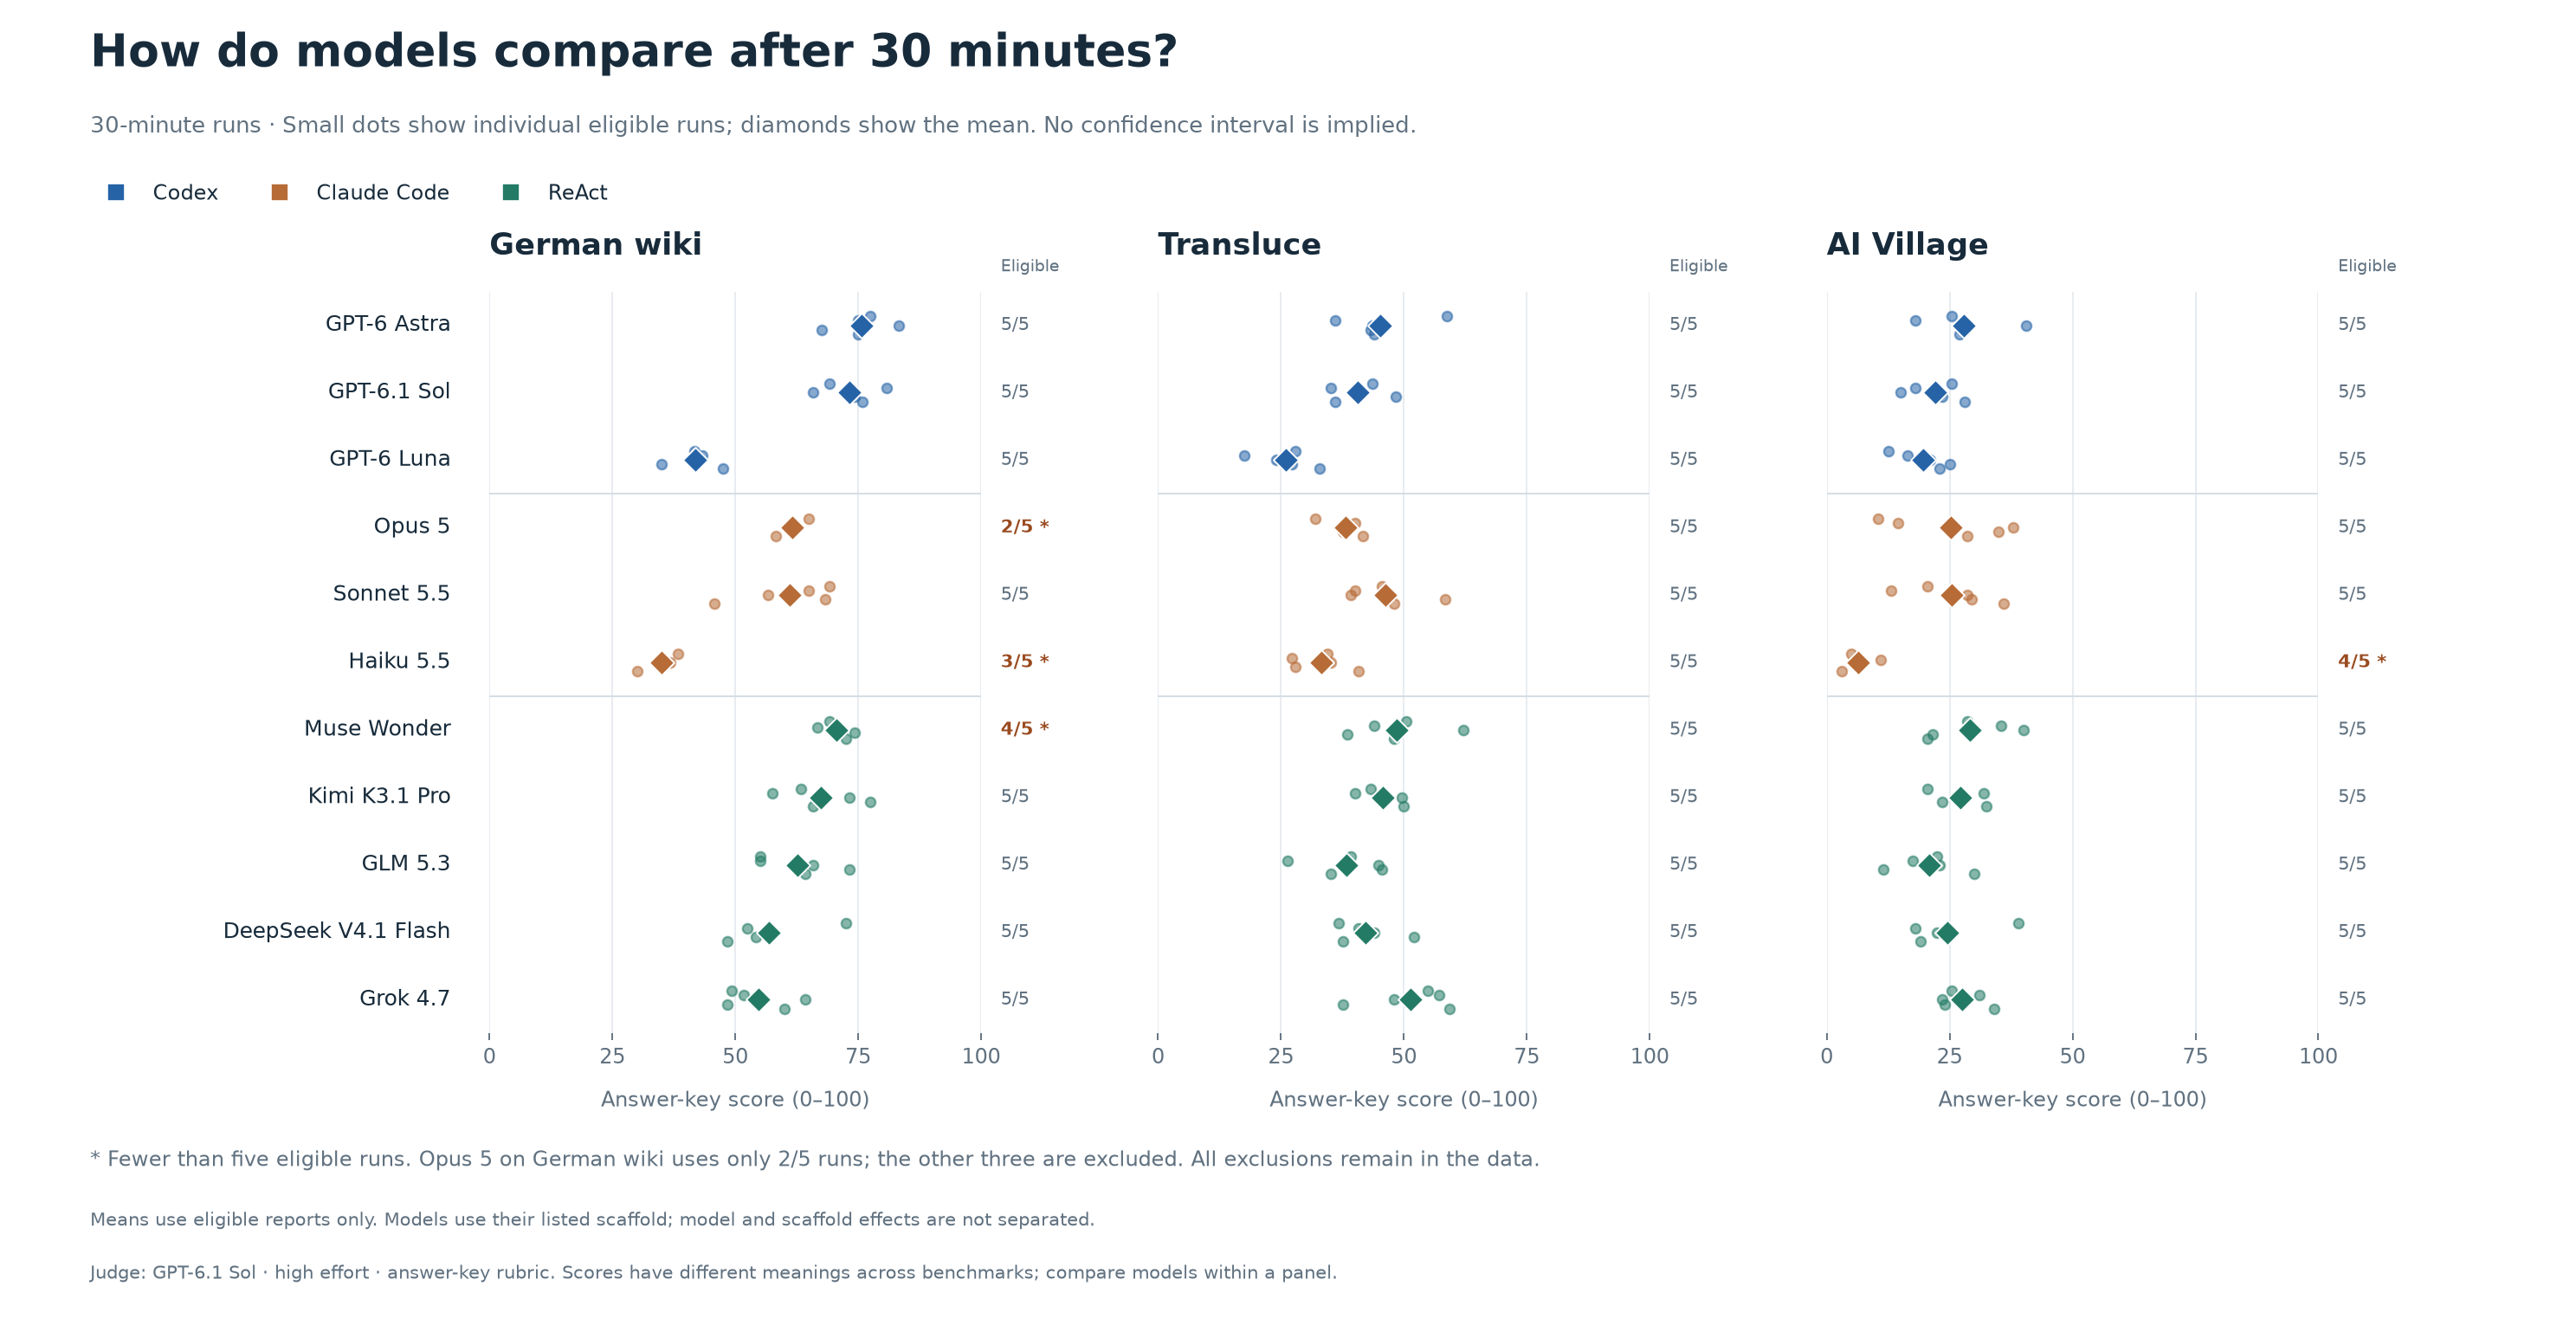 How do models compare after 30 minutes?
30-minute runs · Small dots show individual eligible runs; diamonds show the mean. No confidence interval is implied.
Codex Claude Code ReAct
German wiki Transluce AI Village
Eligible Eligible Eligible
GPT-6 Astra 5/5 5/5 5/5
GPT-6.1 Sol 5/5 5/5 5/5
GPT-6 Luna 5/5 5/5 5/5
Opus 5 2/5 * 5/5 5/5
Sonnet 5.5 5/5 5/5 5/5
Haiku 5.5 3/5 * 5/5 4/5 *
Muse Wonder 4/5 * 5/5 5/5
Kimi K3.1 Pro 5/5 5/5 5/5
GLM 5.3 5/5 5/5 5/5
DeepSeek V4.1 Flash 5/5 5/5 5/5
Grok 4.7 5/5 5/5 5/5
0 25 50 75 100 0 25 50 75 100 0 25 50 75 100
Answer-key score (0–100) Answer-key score (0–100) Answer-key score (0–100)
* Fewer than five eligible runs. Opus 5 on German wiki uses only 2/5 runs; the other three are excluded. All exclusions remain in the data.
Means use eligible reports only. Models use their listed scaffold; model and scaffold effects are not separated.
Judge: GPT-6.1 Sol · high effort · answer-key rubric. Scores have different meanings across benchmarks; compare models within a panel.